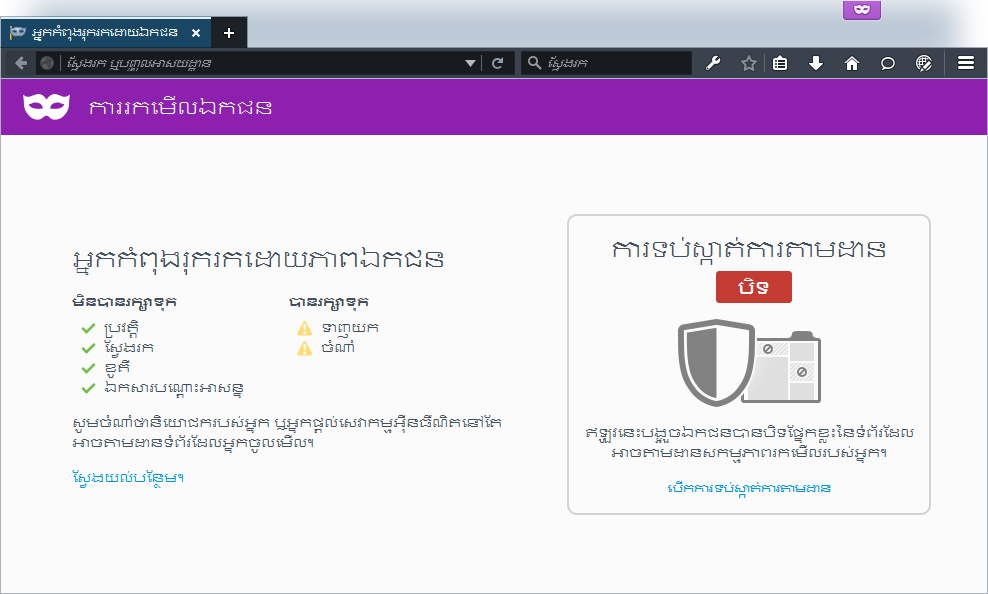 អ្នកកំពុងរុករកដោយឯកជន
ស្វែងរក ឬបញ្ចូលអាសយដ្ឋាន
ស្វែងរក
ការរកមើលឯកជន
អ្នកកំពុងរុករកដោយភាពឯកជន
មិនបានរក្សាទុក
ប្រវត្តិ
ស្វែងរក
ខូគី
ឯកសារបណ្ដោះអាសន្ន
បានរក្សាទុក
ទាញយក
ចំណាំ
សូមចំណាំថានិយោជករបស់អ្នក ឬអ្នកផ្ដល់សេវាកម្មអ៊ីនធឺណិតនៅតែ
អាចតាមដានទំព័រដែលអ្នកចូលមើល។
ស្វែងយល់បន្ថែម។
ការទប់ស្កាត់ការតាមដាន
បិទ
ឥឡូវនេះបង្អួចឯកជនបានបិទផ្នែកខ្លះនៃទំព័រដែល
អាចតាមដានសកម្មភាពរកមើលរបស់អ្នក។
បើកការទប់ស្កាត់ការតាមដាន